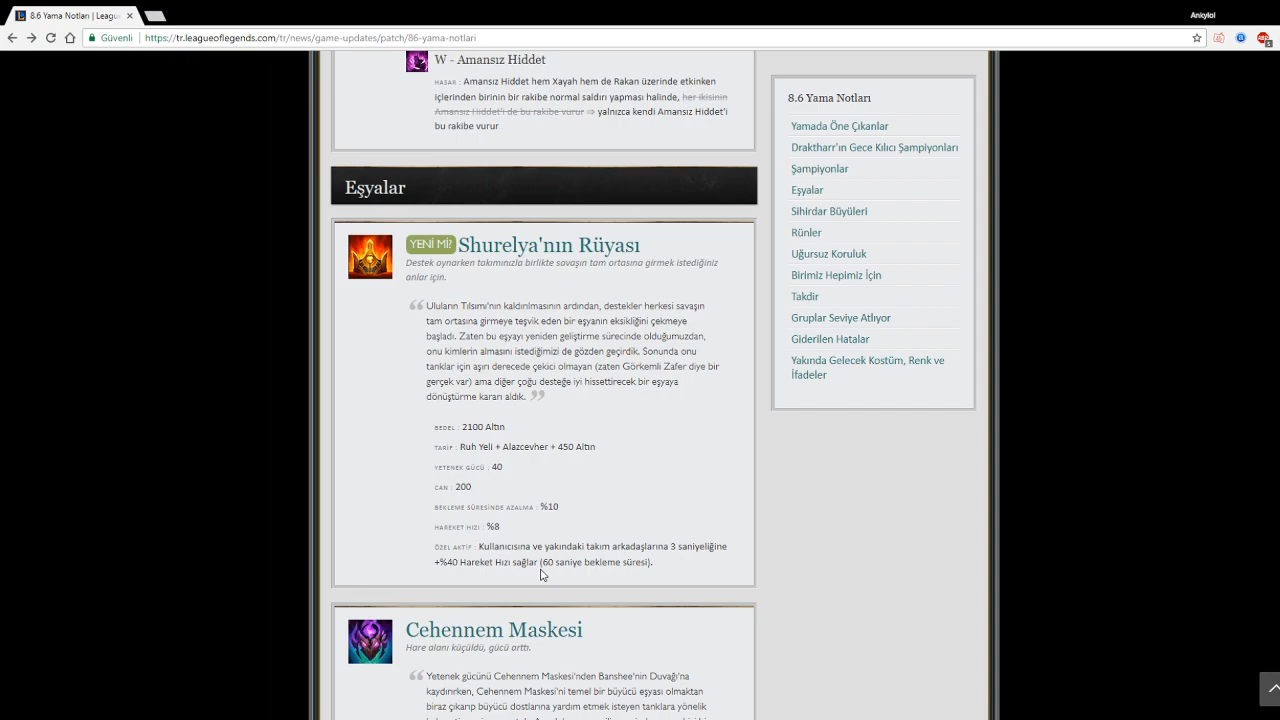 8.6 Yama Notları | Leagu
Ankylol
Güvenli
https://tr.leagueoflegends.com/tr/news/game-updates/patch/86-yama-notlari
W - Amansız Hiddet
HASAR : Amansız Hiddet hem Xayah hem de Rakan üzerinde etkinken
içlerinden birinin bir rakibe normal saldırı yapması halinde, her ikisinin
Amansız Hiddet'i de bu rakibe vurur ⇒ yalnızca kendi Amansız Hiddet'i
bu rakibe vurur
Eşyalar
YENİ Mİ? Shurelya'nın Rüyası
Destek oynarken takımınızla birlikte savaşın tam ortasına girmek istediğiniz
anlar için.
Uluların Tılsımı'nın kaldırılmasının ardından, destekler herkesi savaşın
tam ortasına girmeye teşvik eden bir eşyanın eksikliğini çekmeye
başladı. Zaten bu eşyayı yeniden geliştirme sürecinde olduğumuzdan,
onu kimlerin almasını istediğimizi de gözden geçirdik. Sonunda onu
tanklar için aşırı derecede çekici olmayan (zaten Görkemli Zafer diye bir
gerçek var) ama diğer çoğu desteğe iyi hissettirecek bir eşyaya
dönüştürme kararı aldık.
BEDEL : 2100 Altın
TARİF : Ruh Yeli + Alazcevher + 450 Altın
YETENEK GÜCÜ : 40
CAN : 200
BEKLEME SÜRESİNDE AZALMA : %10
HAREKET HIZI : %8
ÖZEL AKTİF : Kullanıcısına ve yakındaki takım arkadaşlarına 3 saniyeliğine
+%40 Hareket Hızı sağlar (60 saniye bekleme süresi).
Cehennem Maskesi
Hare alanı küçüldü, gücü arttı.
Yetenek gücünü Cehennem Maskesi'nden Banshee'nin Duvağı'na
kaydırırken, Cehennem Maskesi'ni temel bir büyücü eşyası olmaktan
biraz çıkarıp büyücü dostlarına yardım etmek isteyen tanklara yönelik
8.6 Yama Notları
Yamada Öne Çıkanlar
Draktharr'ın Gece Kılıcı Şampiyonları
Şampiyonlar
Eşyalar
Sihirdar Büyüleri
Rünler
Uğursuz Koruluk
Birimiz Hepimiz İçin
Takdir
Gruplar Seviye Atlıyor
Giderilen Hatalar
Yakında Gelecek Kostüm, Renk ve
İfadeler